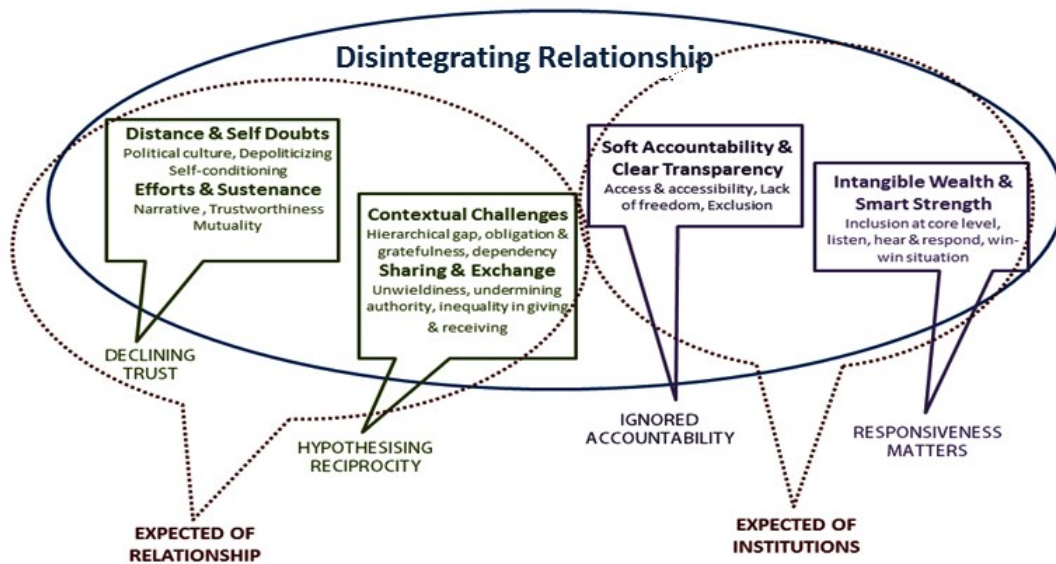 Disintegrating Relationship
Distance & Self Doubts
Political culture, Depoliticizing
Self-conditioning
Efforts & Sustenance
Narrative , Trustworthiness
Mutuality
DECLINING
TRUST
Contextual Challenges
Hierarchical gap, obligation &
gratefulness, dependency
Sharing & Exchange
Unwieldiness, undermining
authority, inequality in giving
& receiving
HYPOTHESISING
RECIPROCITY
Soft Accountability &
Clear Transparency
Access & accessibility, Lack
of freedom, Exclusion
IGNORED
ACCOUNTABILITY
Intangible Wealth &
Smart Strength
Inclusion at core level,
listen, hear & respond, win-
win situation
RESPONSIVENESS
MATTERS
EXPECTED OF
RELATIONSHIP
EXPECTED OF
INSTITUTIONS